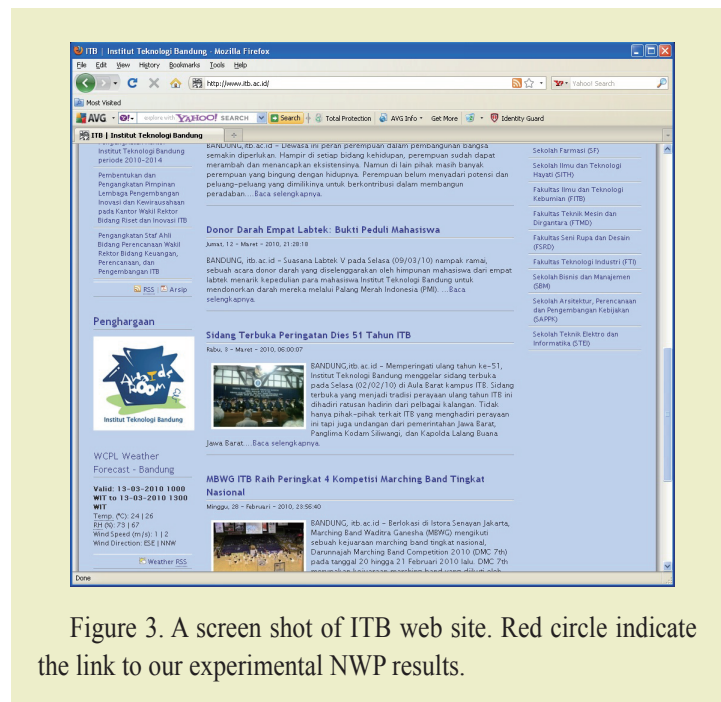 ITB | Institut Teknologi Bandung - Mozilla Firefox
File Edit View History Bookmarks Tools Help
http://www.itb.ac.id/
Yahoo! Search
Most Visited
AVG YAHOO! SEARCH Search Total Protection AVG Info Get More Identity Guard
ITB | Institut Teknologi Bandung
Institut Teknologi Bandung
periode 2010-2014
Pembentukan dan
Pengangkatan Pimpinan
Lembaga Pengembangan
Inovasi dan Kewirausahaan
pada Kantor Wakil Rektor
Bidang Riset dan Inovasi ITB
Pengangkatan Staf Ahli
Bidang Perencanaan Wakil
Rektor Bidang Keuangan,
Perencanaan, dan
Pengembangan ITB
RSS | Arsip
Penghargaan
Awards
Room
Institut Teknologi Bandung
WCPL Weather
Forecast - Bandung
Valid: 13-03-2010 1000
WIT to 13-03-2010 1300
WIT
Temp. (°C): 24 | 26
RH (%): 73 | 67
Wind Speed (m/s): 1 | 2
Wind Direction: ESE | NNW
Weather RSS
BANDUNG, itb.ac.id - Dewasa ini peran perempuan dalam pembangunan bangsa
semakin diperlukan. Hampir di setiap bidang kehidupan, perempuan sudah dapat
merambah dan menancapkan eksistensinya. Namun di lain pihak masih banyak
perempuan yang bingung dengan hidupnya. Perempuan belum menyadari potensi dan
peluang-peluang yang dimilikinya untuk berkontribusi dalam membangun
peradaban....Baca selengkapnya.
Donor Darah Empat Labtek: Bukti Peduli Mahasiswa
Jumat, 12 - Maret - 2010, 21:28:18
BANDUNG, itb.ac.id - Suasana Labtek V pada Selasa (09/03/10) nampak ramai,
sebuah acara donor darah yang diselenggarakan oleh himpunan mahasiswa dari empat
labtek menarik kepedulian para mahasiswa Institut Teknologi Bandung untuk
mendonorkan darah mereka melalui Palang Merah Indonesia (PMI). ...Baca
selengkapnya.
Sidang Terbuka Peringatan Dies 51 Tahun ITB
Rabu, 3 - Maret - 2010, 06:00:07
BANDUNG,itb.ac.id - Memperingati ulang tahun ke-51,
Institut Teknologi Bandung menggelar sidang terbuka
pada Selasa (02/02/10) di Aula Barat kampus ITB. Sidang
terbuka yang menjadi tradisi perayaan ulang tahun ITB ini
dihadiri ratusan hadirin dari pelbagai kalangan. Tidak
hanya pihak-pihak terkait ITB yang menghadiri perayaan
ini tapi juga undangan dari pemerintahan Jawa Barat,
Panglima Kodam Siliwangi, dan Kapolda Lalang Buana
Jawa Barat....Baca selengkapnya.
MBWG ITB Raih Peringkat 4 Kompetisi Marching Band Tingkat
Nasional
Minggu, 28 - Februari - 2010, 23:56:40
BANDUNG, itb.ac.id - Berlokasi di Istora Senayan Jakarta,
Marching Band Waditra Ganesha (MBWG) mengikuti
sebuah kejuaraan marching band tingkat nasional,
Darunnajah Marching Band Competition 2010 (DMC 7th)
pada tanggal 20 hingga 21 Februari 2010 lalu. DMC 7th
merupakan kejuaraan marching band yang diikuti oleh
Sekolah Farmasi (SF)
Sekolah Ilmu dan Teknologi
Hayati (SITH)
Fakultas Ilmu dan Teknologi
Kebumian (FITB)
Fakultas Teknik Mesin dan
Dirgantara (FTMD)
Fakultas Seni Rupa dan Desain
(FSRD)
Fakultas Teknologi Industri (FTI)
Sekolah Bisnis dan Manajemen
(SBM)
Sekolah Arsitektur, Perencanaan
dan Pengembangan Kebijakan
(SAPPK)
Sekolah Teknik Elektro dan
Informatika (STEI)
Done
Figure 3. A screen shot of ITB web site. Red circle indicate
the link to our experimental NWP results.